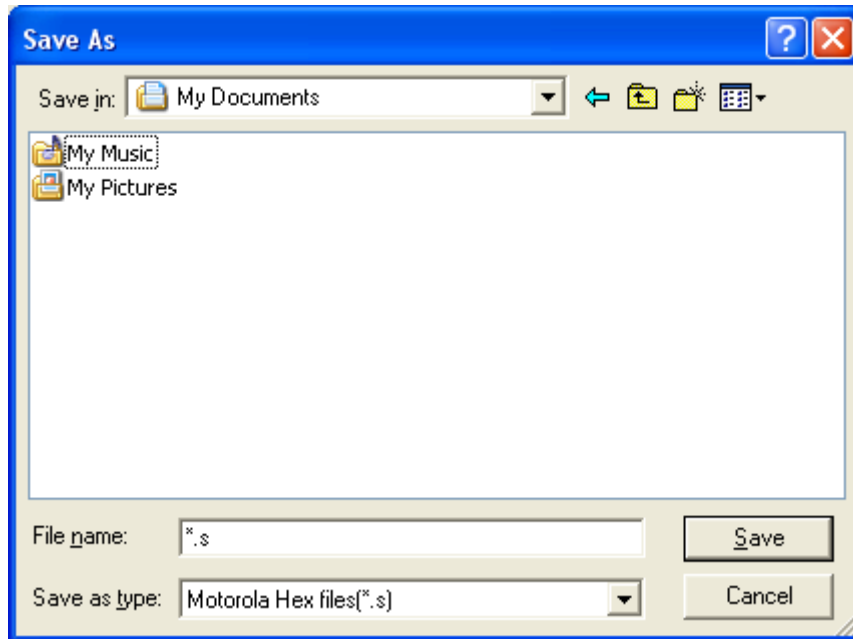 Save As
Save in: My Documents
My Music
My Pictures
File name: *.s Save
Save as type: Motorola Hex files(*.s) Cancel